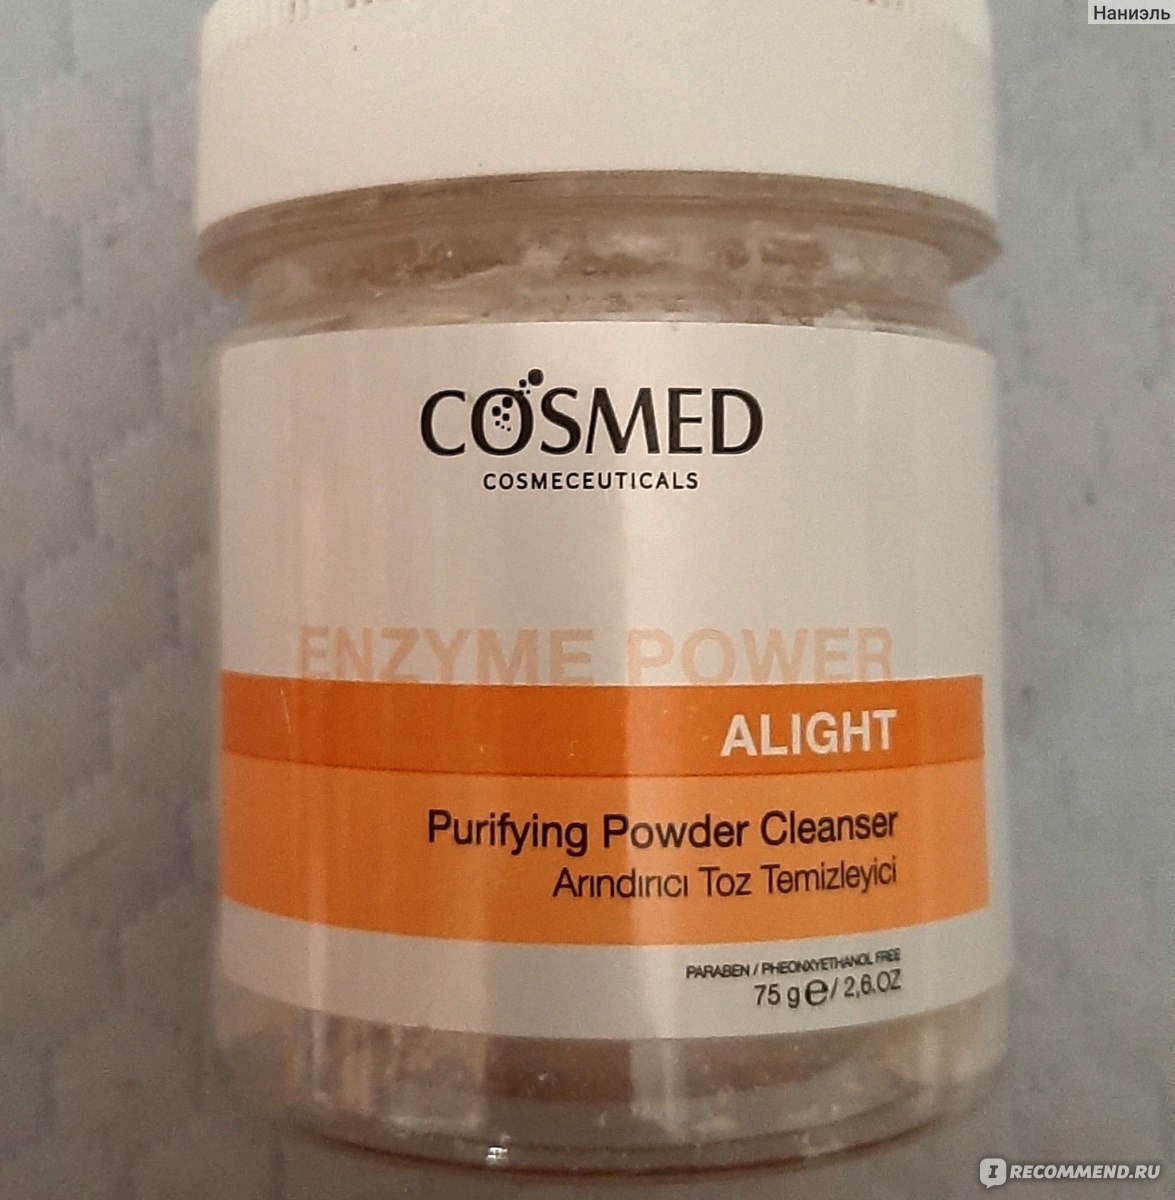 Наниэль
COSMED
COSMECEUTICALS
ENZYME POWER
ALIGHT
Purifying Powder Cleanser
Arındırıcı Toz Temizleyici
PARABEN / PHEONXYETHANOL FREE
75 g e / 2,6.OZ
IRECOMMEND.RU